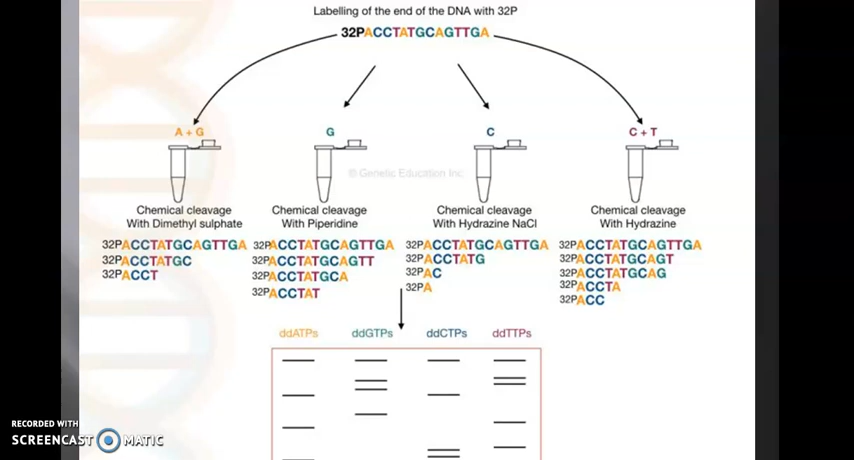 Labelling of the end of the DNA with 32P
32PACCTATGCAGTTGA
A + G
G
C
C + T
© Genetic Education Inc.
Chemical cleavage
With Dimethyl sulphate
Chemical cleavage
With Piperidine
Chemical cleavage
With Hydrazine NaCl
Chemical cleavage
With Hydrazine
32PACCTATGCAGTTGA
32PACCTATGC
32PACCT
32PACCTATGCAGTTGA
32PACCTATGCAGTT
32PACCTATGCA
32PACCTAT
32PACCTATGCAGTTGA
32PACCTATG
32PAC
32PA
32PACCTATGCAGTTGA
32PACCTATGCAGT
32PACCTATGCAG
32PACCTA
32PACC
ddATPs
ddGTPs
ddCTPs
ddTTPs
RECORDED WITH
SCREENCAST MATIC